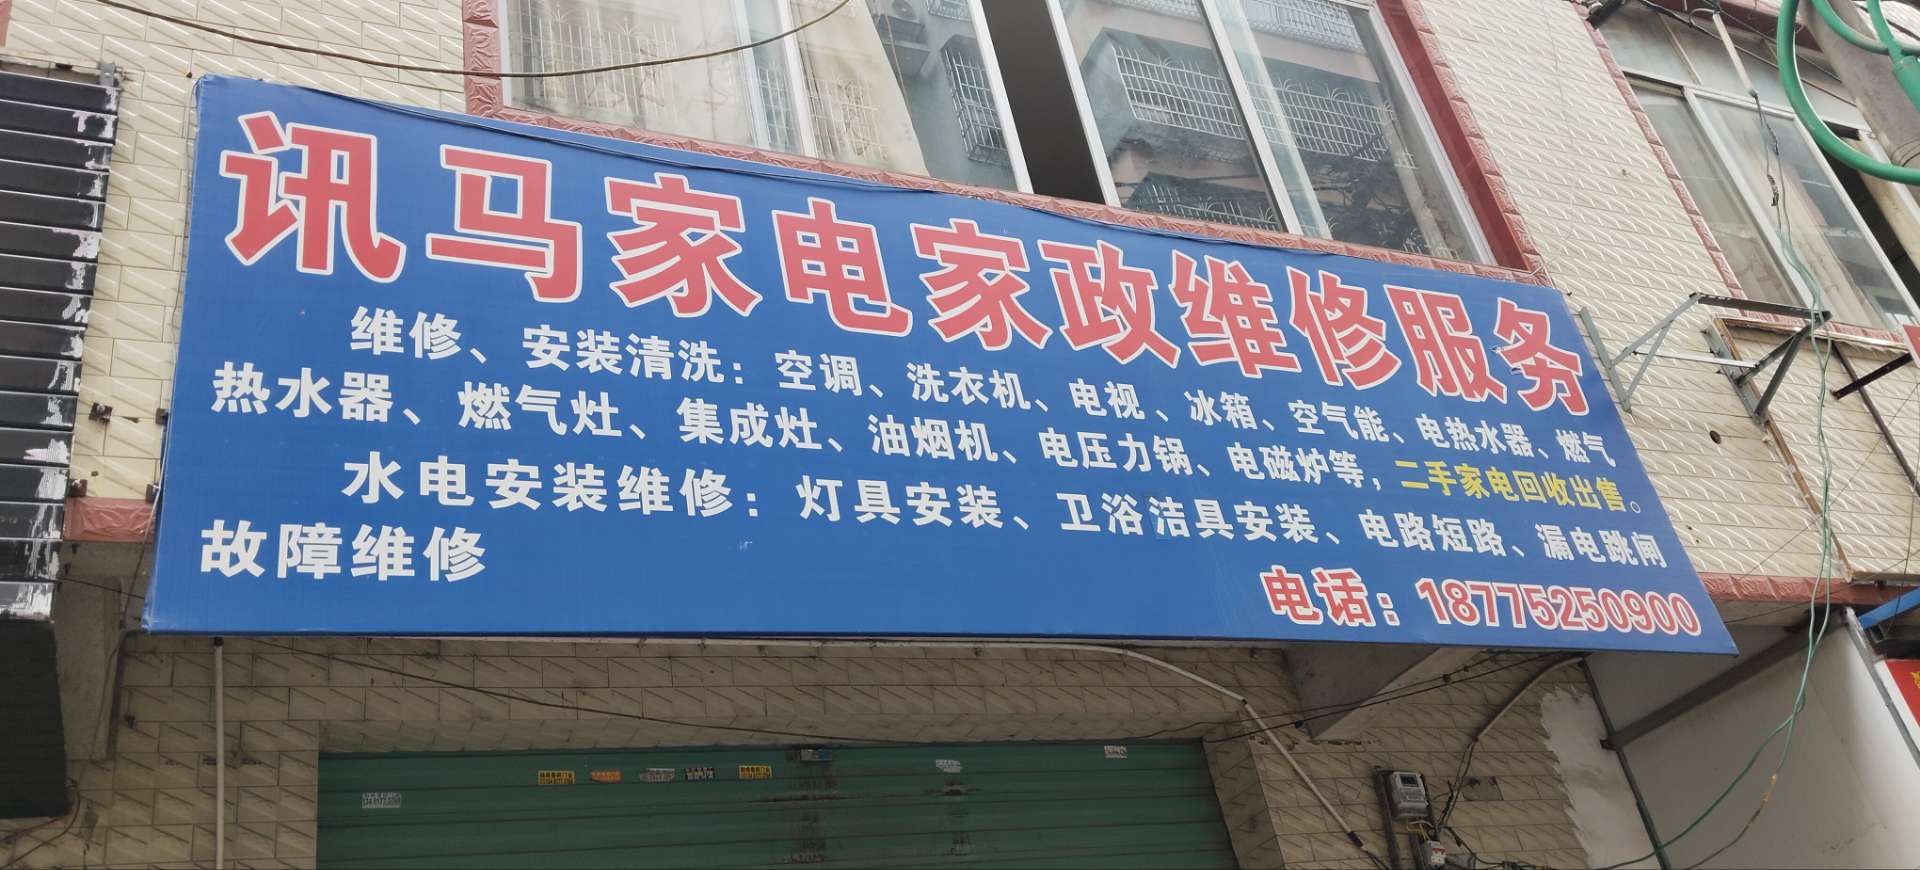 讯马家电家政维修服务
维修、安装清洗：空调、洗衣机、电视、冰箱、空气能、电热水器、燃气
热水器、燃气灶、集成灶、油烟机、电压力锅、电磁炉等，二手家电回收出售。
水电安装维修：灯具安装、卫浴洁具安装、电路短路、漏电跳闸
故障维修
电话：18775250900